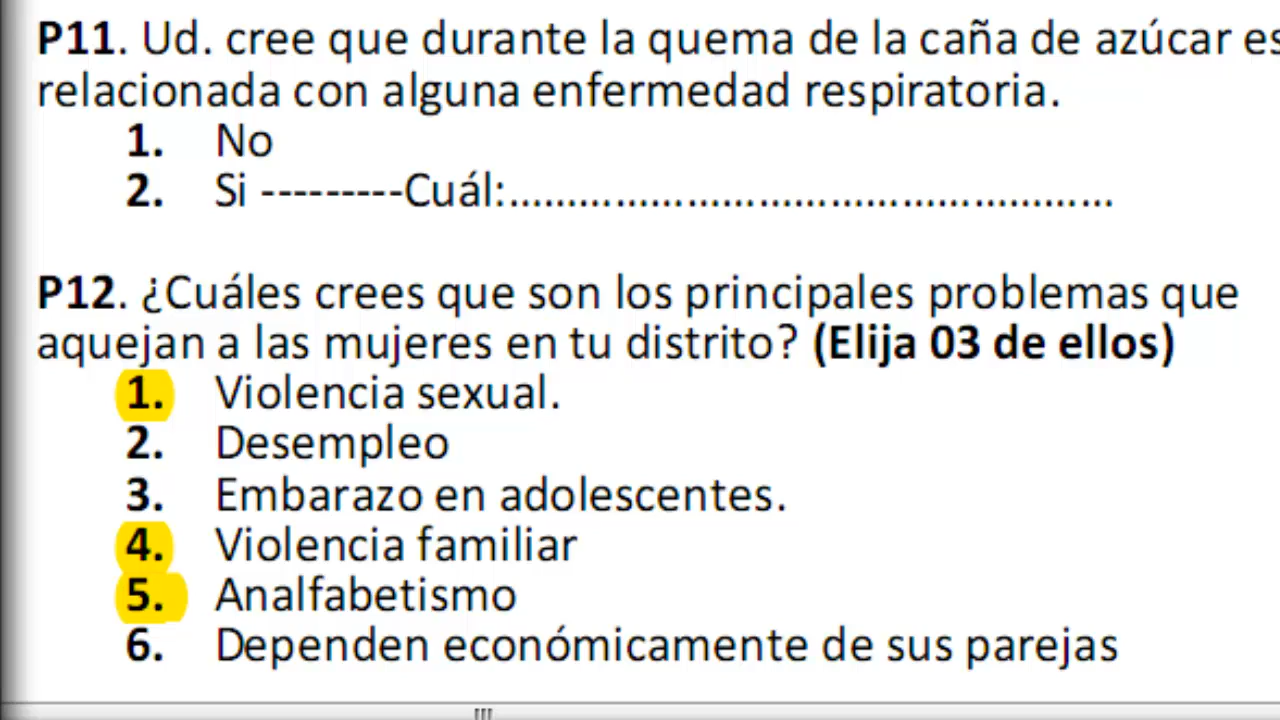 P11. Ud. cree que durante la quema de la caña de azúcar es
relacionada con alguna enfermedad respiratoria.
1. No
2. Si ---------Cuál:..........................................................
P12. ¿Cuáles crees que son los principales problemas que
aquejan a las mujeres en tu distrito? (Elija 03 de ellos)
1. Violencia sexual.
2. Desempleo
3. Embarazo en adolescentes.
4. Violencia familiar
5. Analfabetismo
6. Dependen económicamente de sus parejas